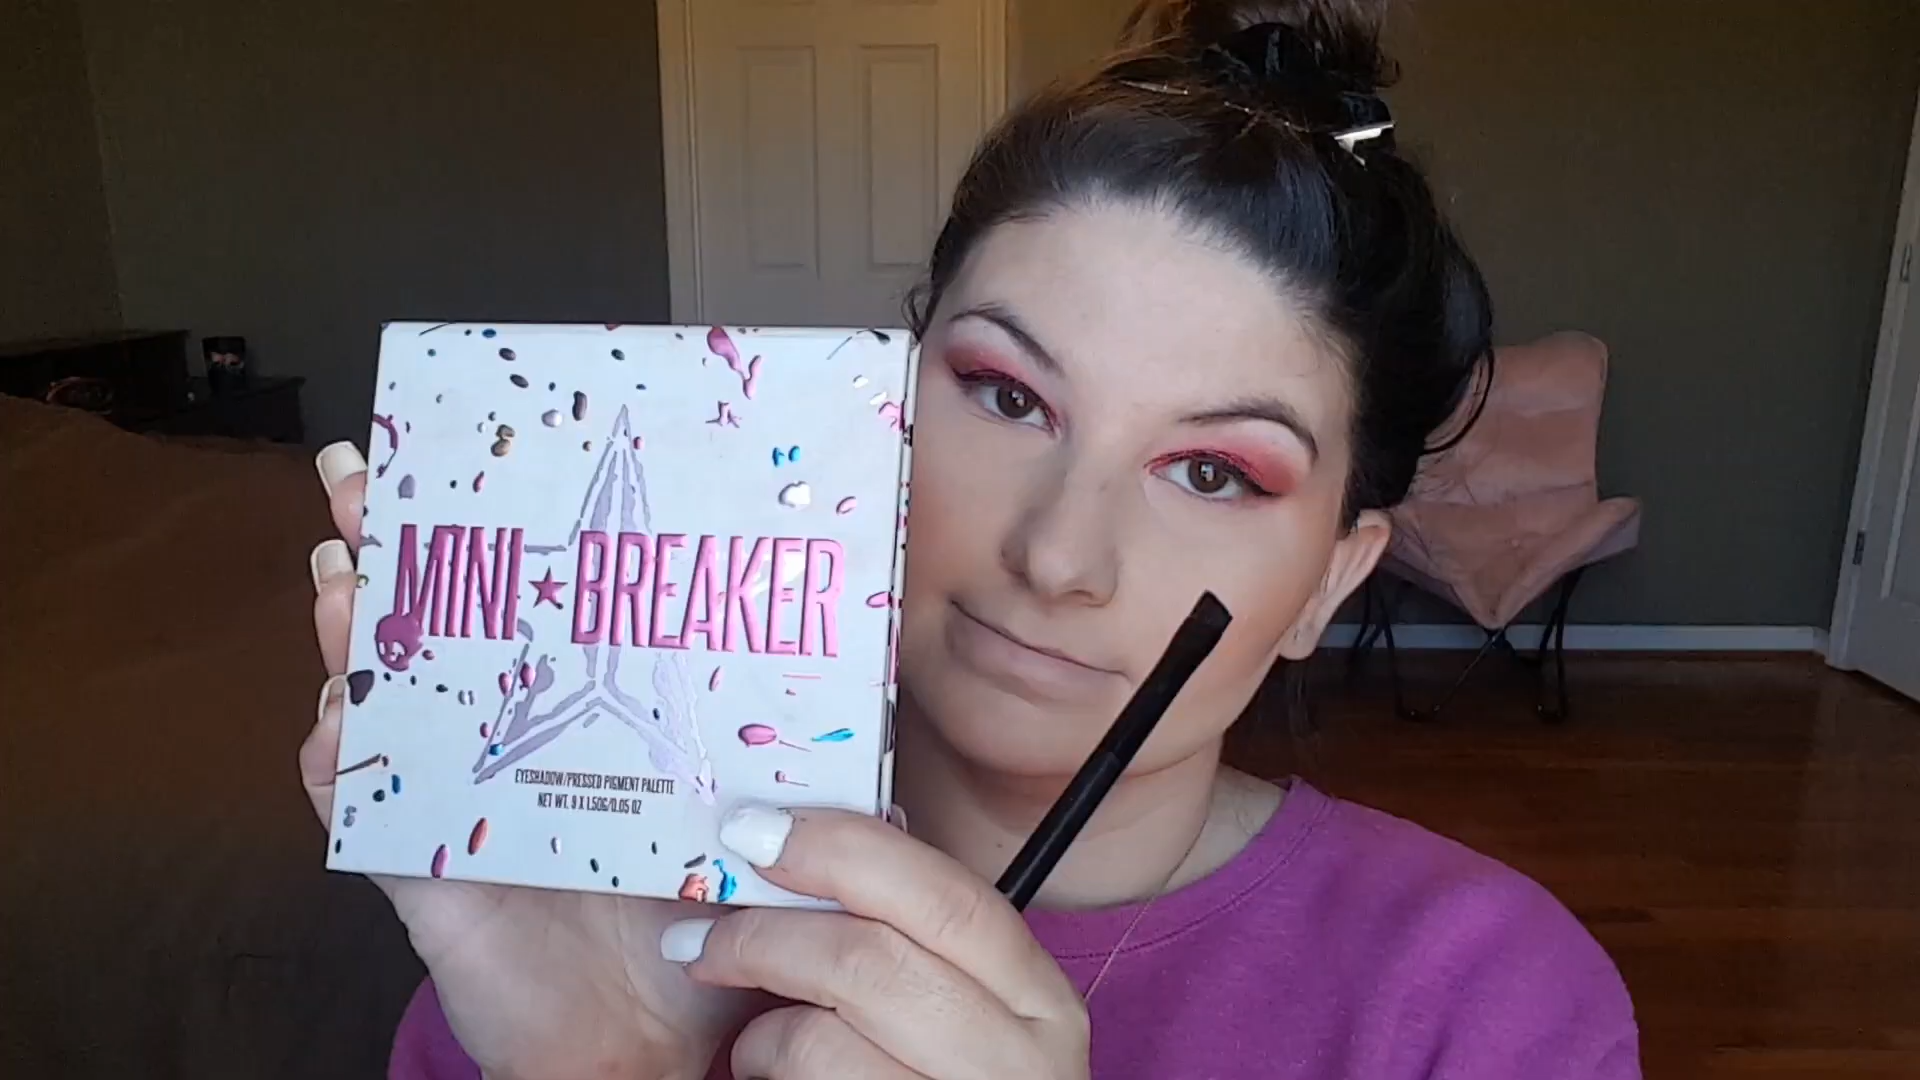 MINI★BREAKER
EYESHADOW/PRESSED PIGMENT PALETTE
NET WT. 9 X 1.50G/0.05 OZ